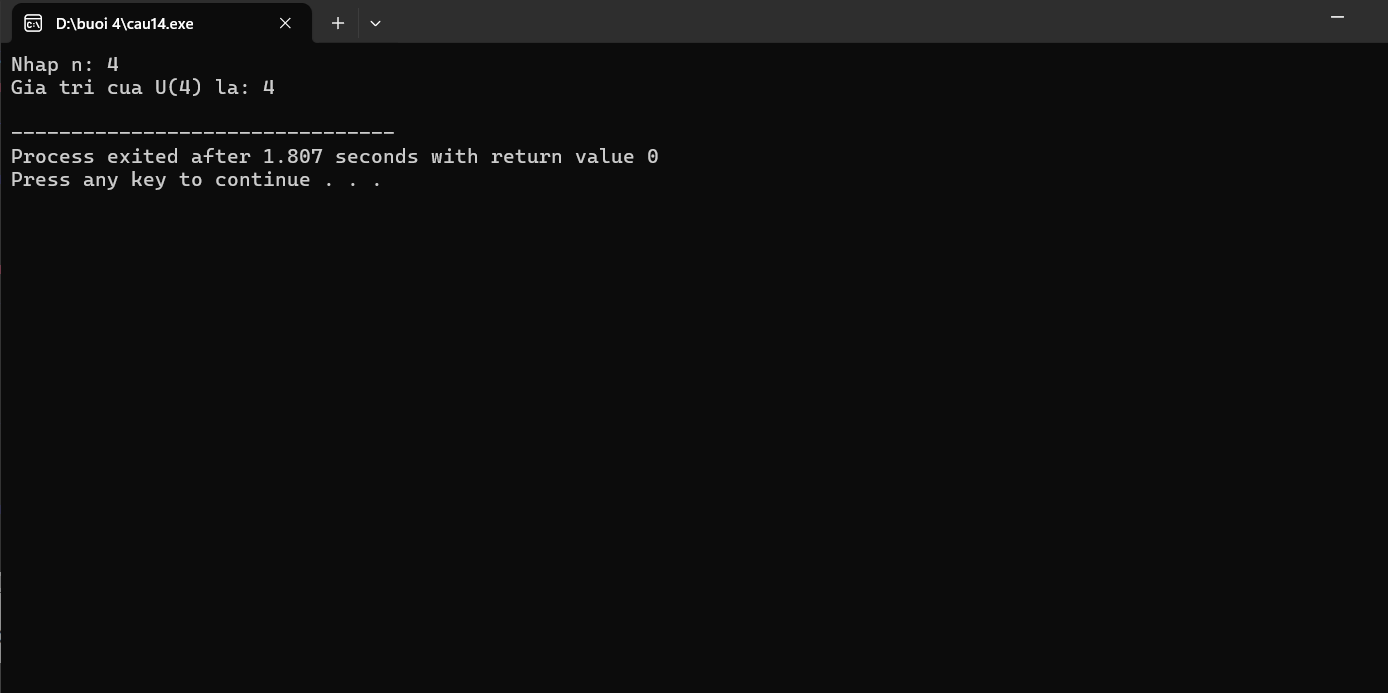 D:\buoi 4\cau14.exe
Nhap n: 4
Gia tri cua U(4) la: 4
--------------------------------
Process exited after 1.807 seconds with return value 0
Press any key to continue . . .